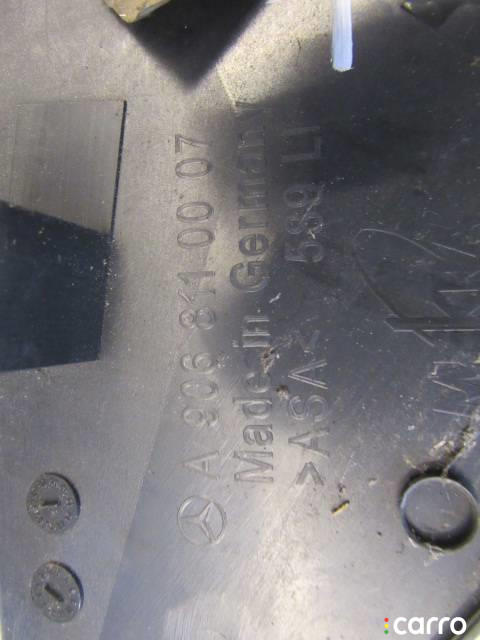 A 906 811 00 07
Made in Germany
>ASA< 589 LI
carro